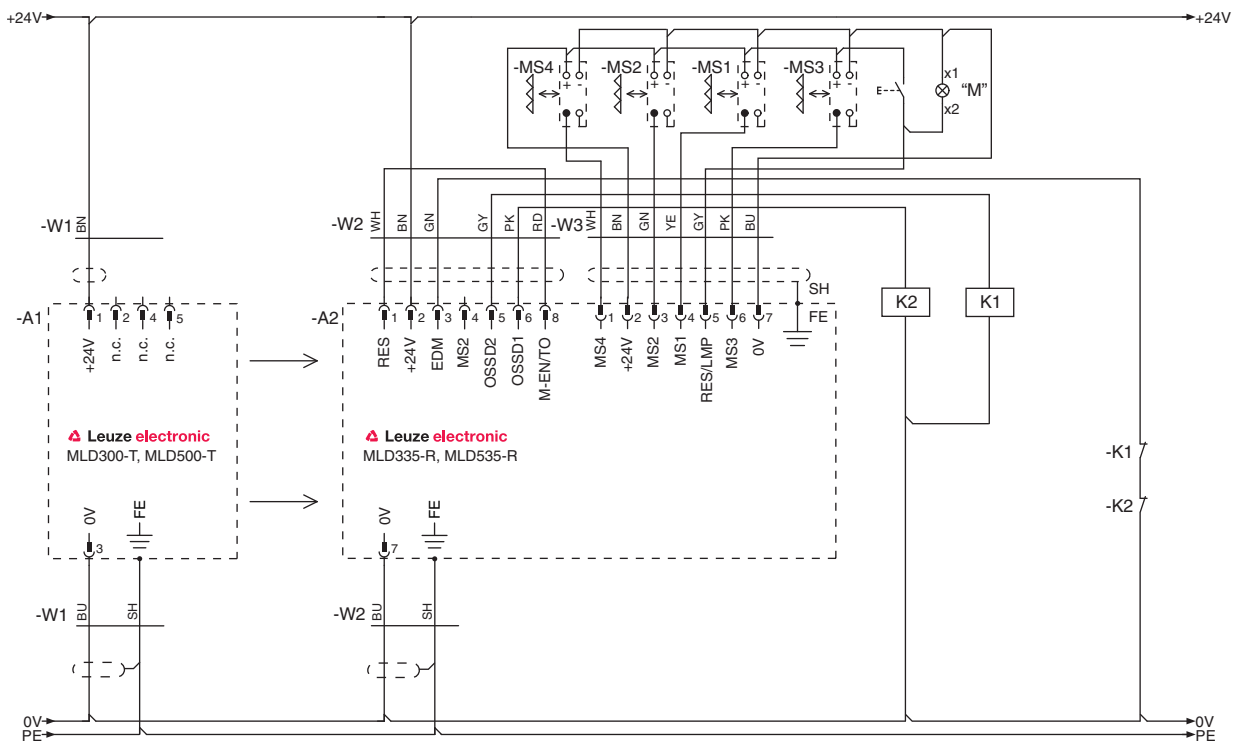 +24V +24V
-MS4 -MS2 -MS1 -MS3
+ - + - + - + -
E x1 "M"
x2
-W1 BN -W2 WH BN GN GY PK RD -W3 WH BN GN YE GY PK BU
SH
K2 K1
-A1 1 2 4 5 -A2 1 2 3 4 5 6 8 1 2 3 4 5 6 7 FE
+24V n.c. n.c. n.c. RES +24V EDM MS2 OSSD2 OSSD1 M-EN/TO MS4 +24V MS2 MS1 RES/LMP MS3 0V
Leuze electronic Leuze electronic
MLD300-T, MLD500-T MLD335-R, MLD535-R
-K1
-K2
0V FE 0V FE
3 7
-W1 BU SH -W2 BU SH
0V 0V
PE PE